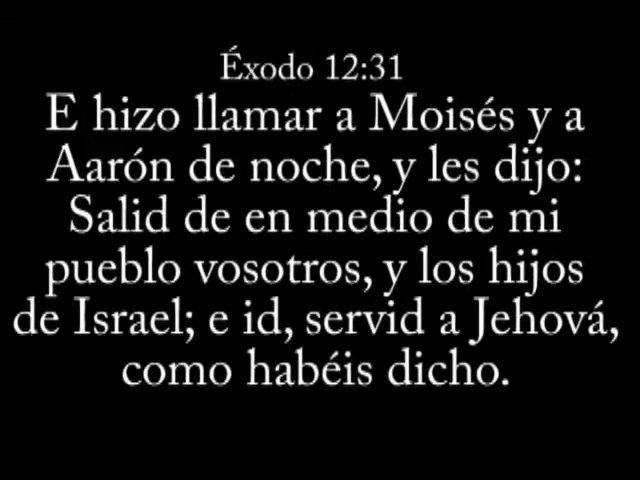 Éxodo 12:31
E hizo llamar a Moisés y a
Aarón de noche, y les dijo:
Salid de en medio de mi
pueblo vosotros, y los hijos
de Israel; e id, servid a Jehová,
como habéis dicho.